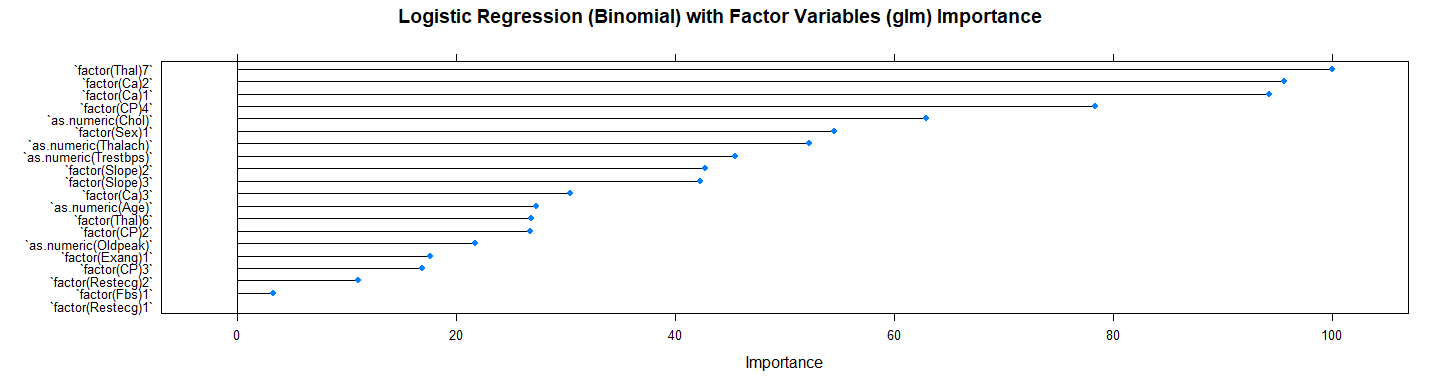 Logistic Regression (Binomial) with Factor Variables (glm) Importance
`factor(Thal)7`
`factor(Ca)2`
`factor(Ca)1`
`factor(CP)4`
`as.numeric(Chol)`
`factor(Sex)1`
`as.numeric(Thalach)`
`as.numeric(Trestbps)`
`factor(Slope)2`
`factor(Slope)3`
`factor(Ca)3`
`as.numeric(Age)`
`factor(Thal)6`
`factor(CP)2`
`as.numeric(Oldpeak)`
`factor(Exang)1`
`factor(CP)3`
`factor(Restecg)2`
`factor(Fbs)1`
`factor(Restecg)1`
0 20 40 60 80 100
Importance